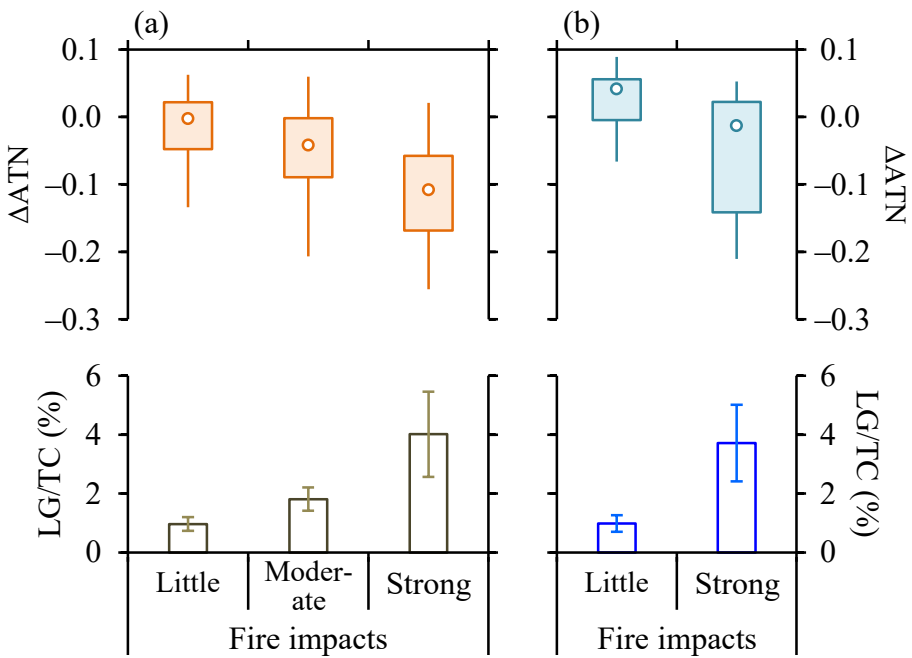 (a)
(b)
0.1
0.0
–0.1
–0.2
–0.3
ΔATN
0.1
0.0
–0.1
–0.2
–0.3
ΔATN
6
4
2
0
LG/TC (%)
6
4
2
0
LG/TC (%)
Little
Moder-
ate
Strong
Fire impacts
Little
Strong
Fire impacts